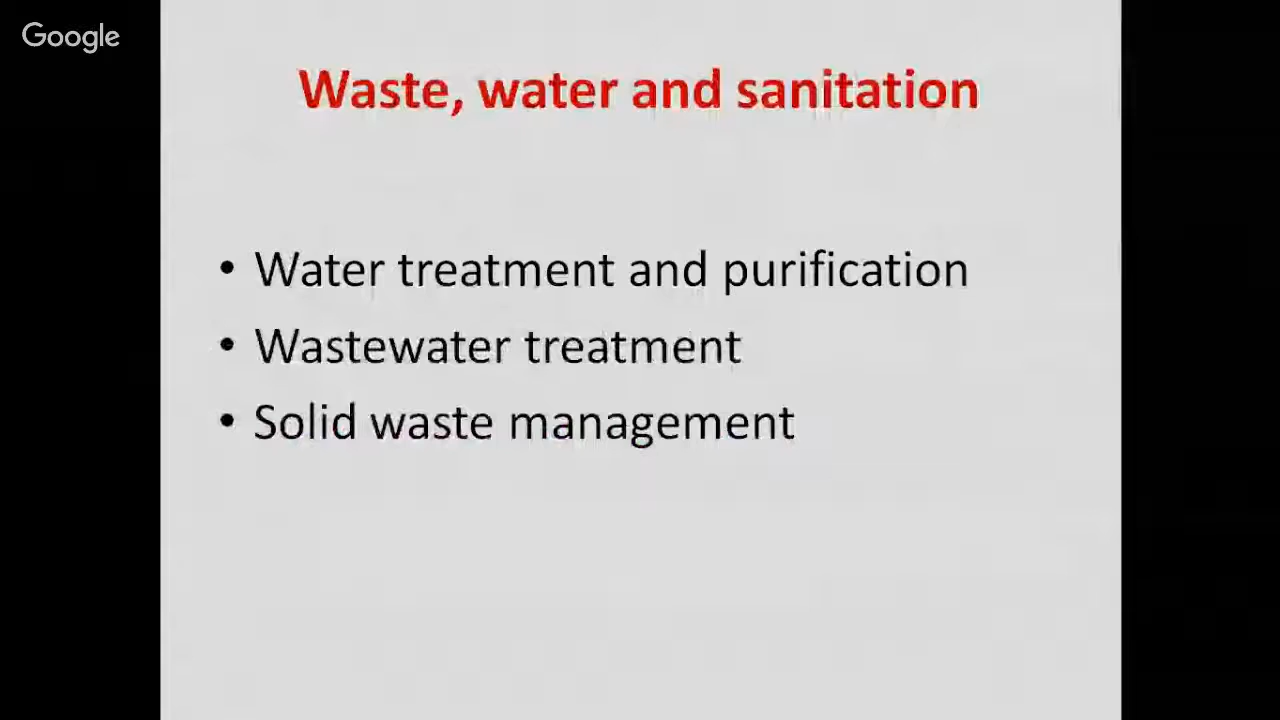 Google
Waste, water and sanitation
• Water treatment and purification
• Wastewater treatment
• Solid waste management